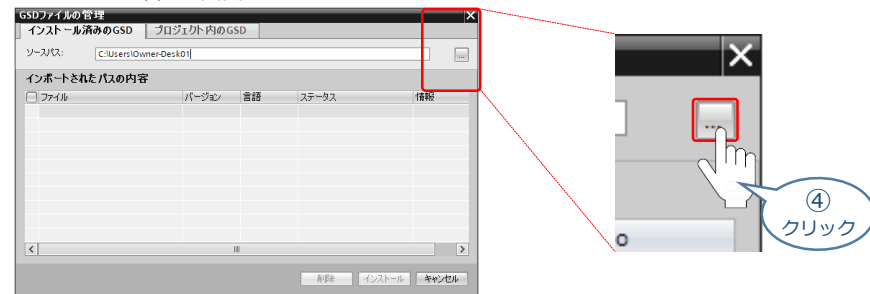 GSDファイルの管理
インストール済みのGSD プロジェクト内のGSD
ソースパス: C:\Users\Owner-Desk01 ...
インポートされたパスの内容
ファイル バージョン 言語 ステータス 情報
削除 インストール キャンセル
...
④
クリック